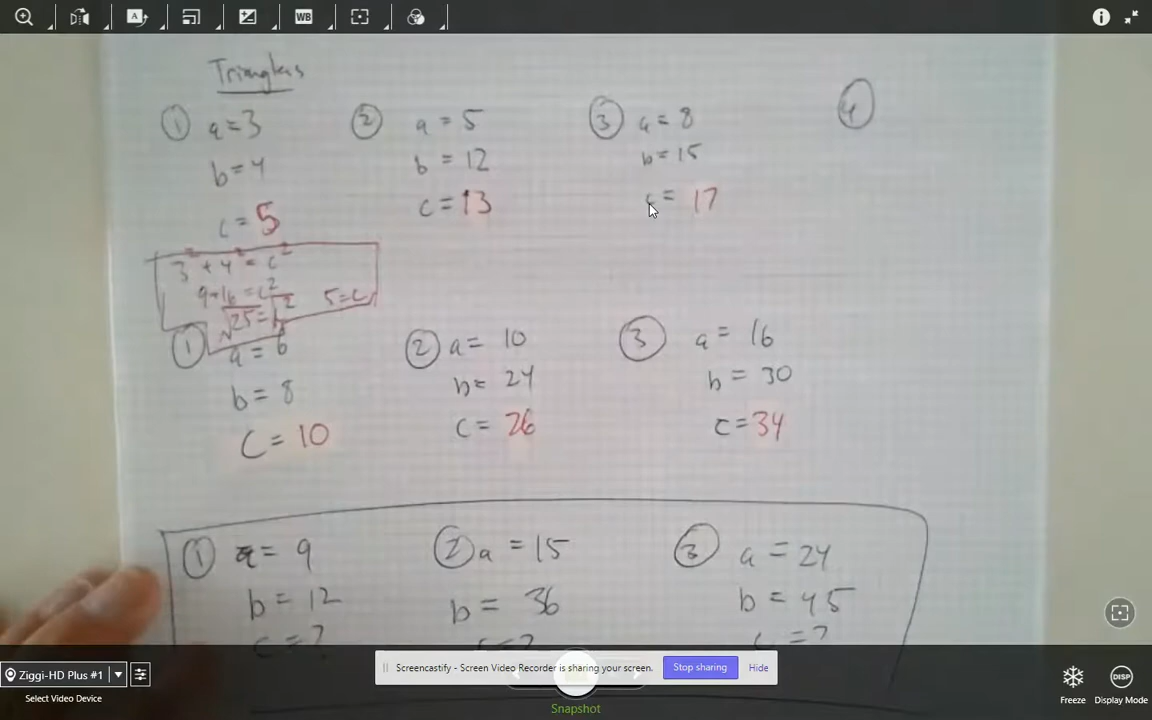 WB
Triangles
① a=3
b=4
c=5
② a=5
b=12
c=13
③ a=8
b=15
c=17
④
3²+4²=c²
9+16=c²
√25=√c²
5=c
① a=6
b=8
c=10
② a=10
b=24
c=26
③ a=16
b=30
c=34
① a=9
b=12
c=?
② a=15
b=36
c=?
③ a=24
b=45
c=?
Ziggi-HD Plus #1
Select Video Device
Screencastify - Screen Video Recorder is sharing your screen.
Stop sharing
Hide
Snapshot
Freeze
Display Mode
DISP